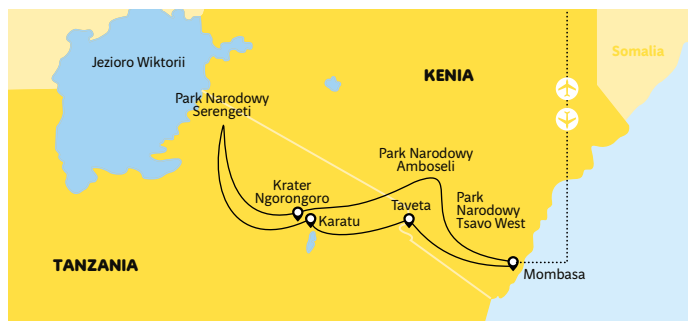 Jezioro Wiktorii
KENIA
Somalia
Park Narodowy
Serengeti
Park Narodowy
Amboseli
Krater
Ngorongoro
Karatu
Taveta
Park
Narodowy
Tsavo West
TANZANIA
Mombasa